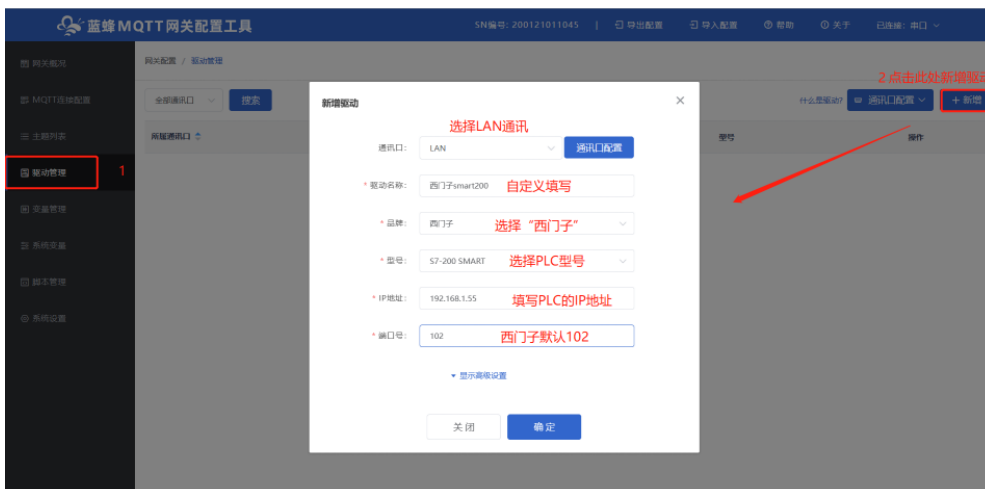 蓝蜂MQTT网关配置工具
SN编号: 200121011045 | 导出配置 导入配置 帮助 关于 已连接: 串口
网关概况
网关配置 / 驱动管理
2 点击此处新增驱动
MQTT连接配置
全部通讯口 搜索
什么是驱动? 通讯口配置 + 新增
新增驱动 ×
主题列表
所属通讯口 型号 操作
选择LAN通讯
通讯口: LAN 通讯口配置
驱动管理 1
* 驱动名称: 西门子smart200 自定义填写
变量管理
* 品牌: 西门子 选择“西门子”
系统变量
* 型号: S7-200 SMART 选择PLC型号
脚本管理
* IP地址: 192.168.1.55 填写PLC的IP地址
系统设置
* 端口号: 102 西门子默认102
显示高级设置
关闭 确定